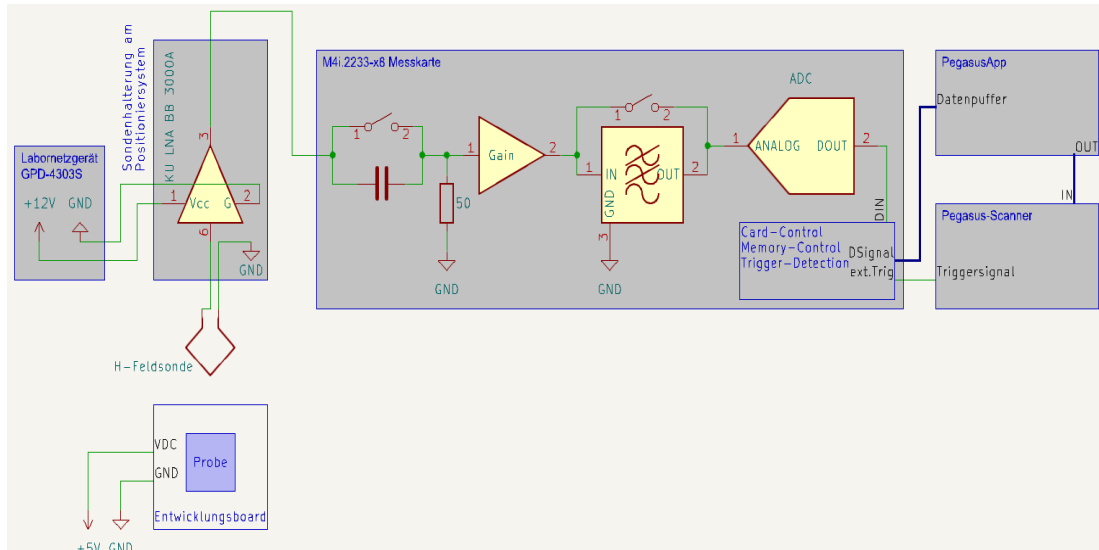 Sondenhalterung am
Positioniersystem
KU LNA BB 3000A
3
1
Vcc
G
2
6
GND
Labornetzgerät
GPD-4303S
+12V
GND
H-Feldsonde
VDC
GND
Probe
Entwicklungsboard
+5V
GND
M4i.2233-x8 Messkarte
1
2
1
Gain
2
50
GND
1
2
1
IN
OUT
2
GND
3
GND
ADC
1
ANALOG
DOUT
2
DIN
Card-Control
Memory-Control
Trigger-Detection
DSignal
ext.Trig
PegasusApp
Datenpuffer
OUT
IN
Pegasus-Scanner
Triggersignal